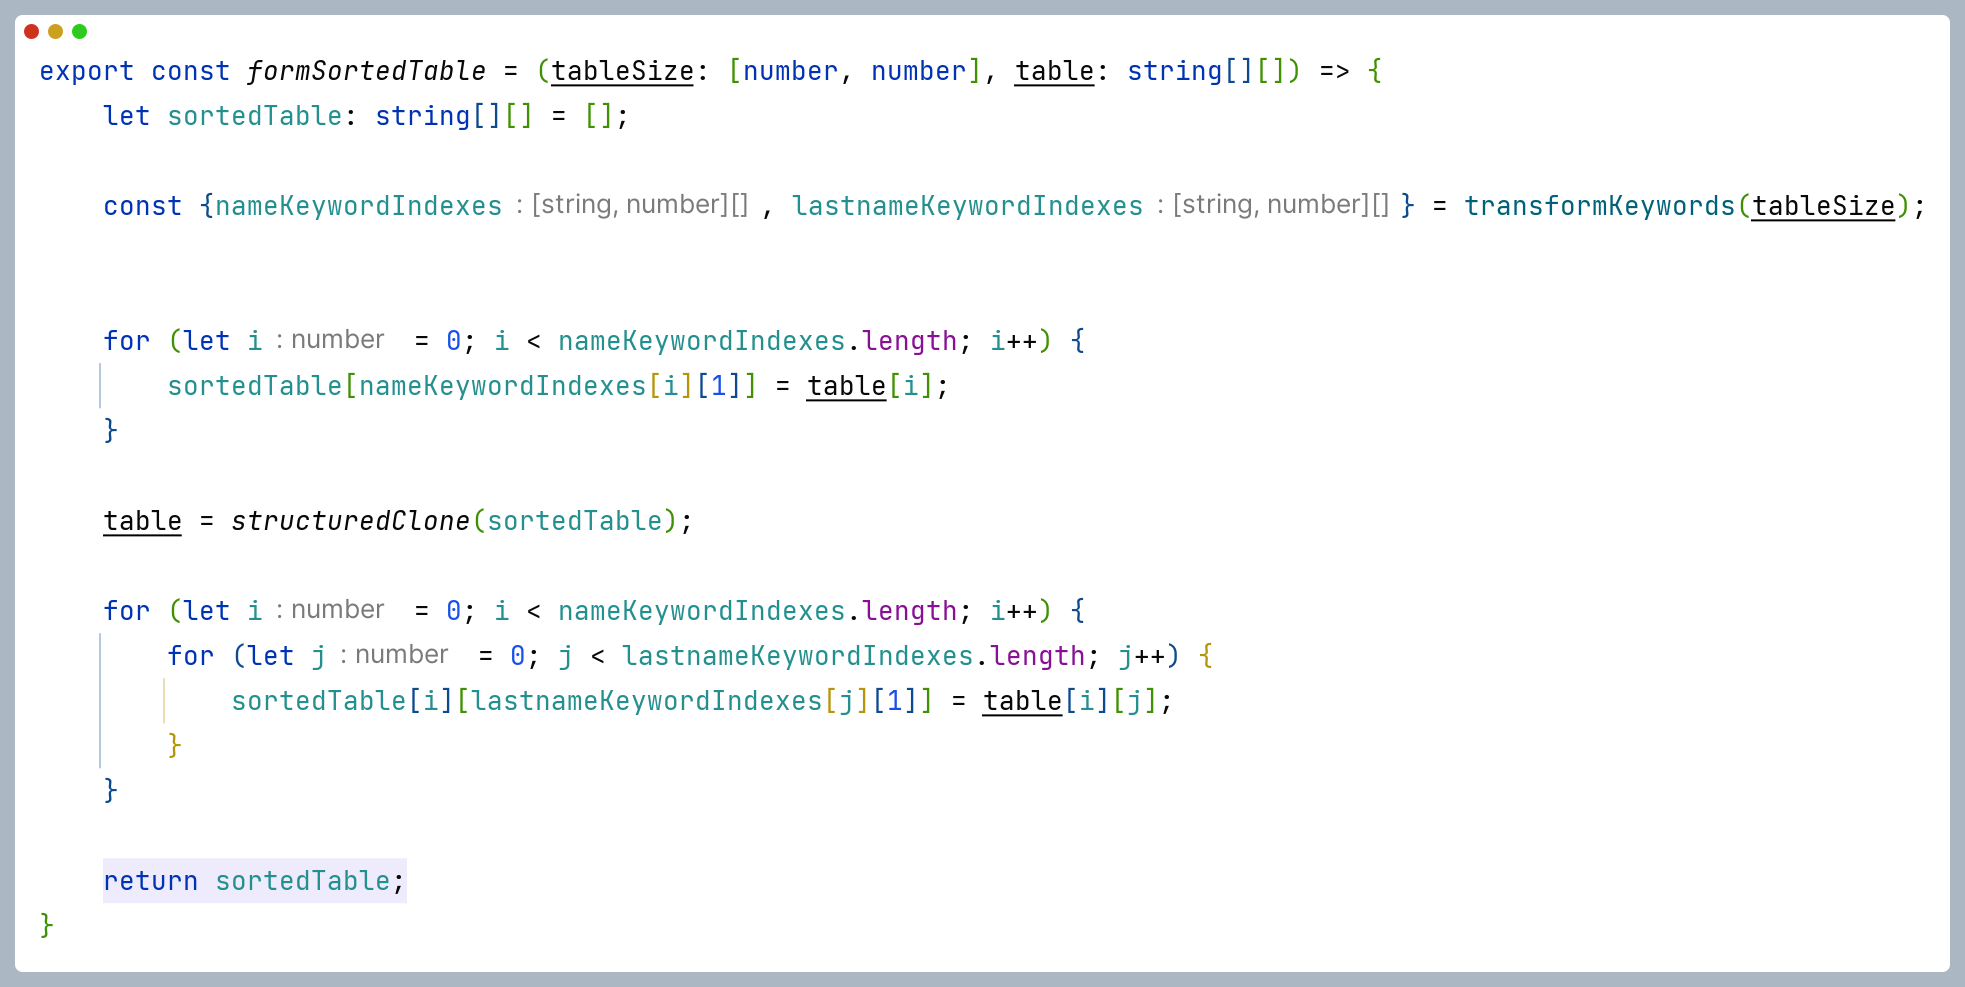 export const formSortedTable = (tableSize: [number, number], table: string[][]) => {
    let sortedTable: string[][] = [];
    const {nameKeywordIndexes : [string, number][] , lastnameKeywordIndexes : [string, number][] } = transformKeywords(tableSize);
    for (let i : number = 0; i < nameKeywordIndexes.length; i++) {
        sortedTable[nameKeywordIndexes[i][1]] = table[i];
    }
    table = structuredClone(sortedTable);
    for (let i : number = 0; i < nameKeywordIndexes.length; i++) {
        for (let j : number = 0; j < lastnameKeywordIndexes.length; j++) {
            sortedTable[i][lastnameKeywordIndexes[j][1]] = table[i][j];
        }
    }
    return sortedTable;
}